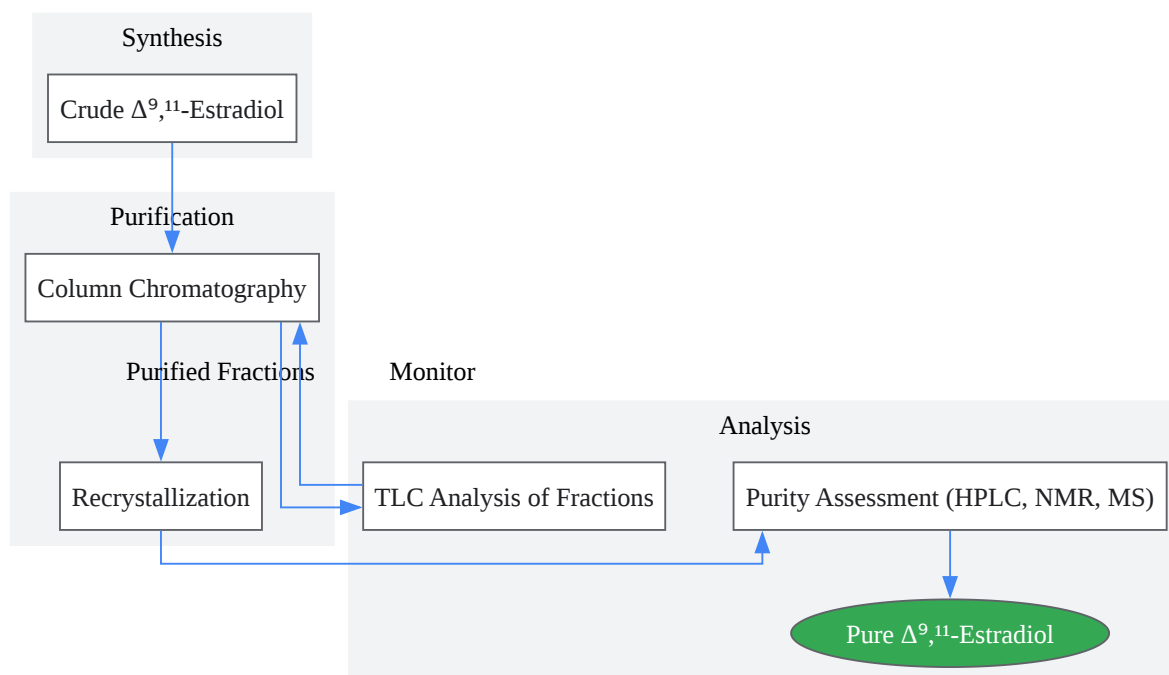 Synthesis
Crude Δ⁹,¹¹-Estradiol
Purification
Column Chromatography
Purified Fractions
Monitor
Analysis
Recrystallization
TLC Analysis of Fractions
Purity Assessment (HPLC, NMR, MS)
Pure Δ⁹,¹¹-Estradiol